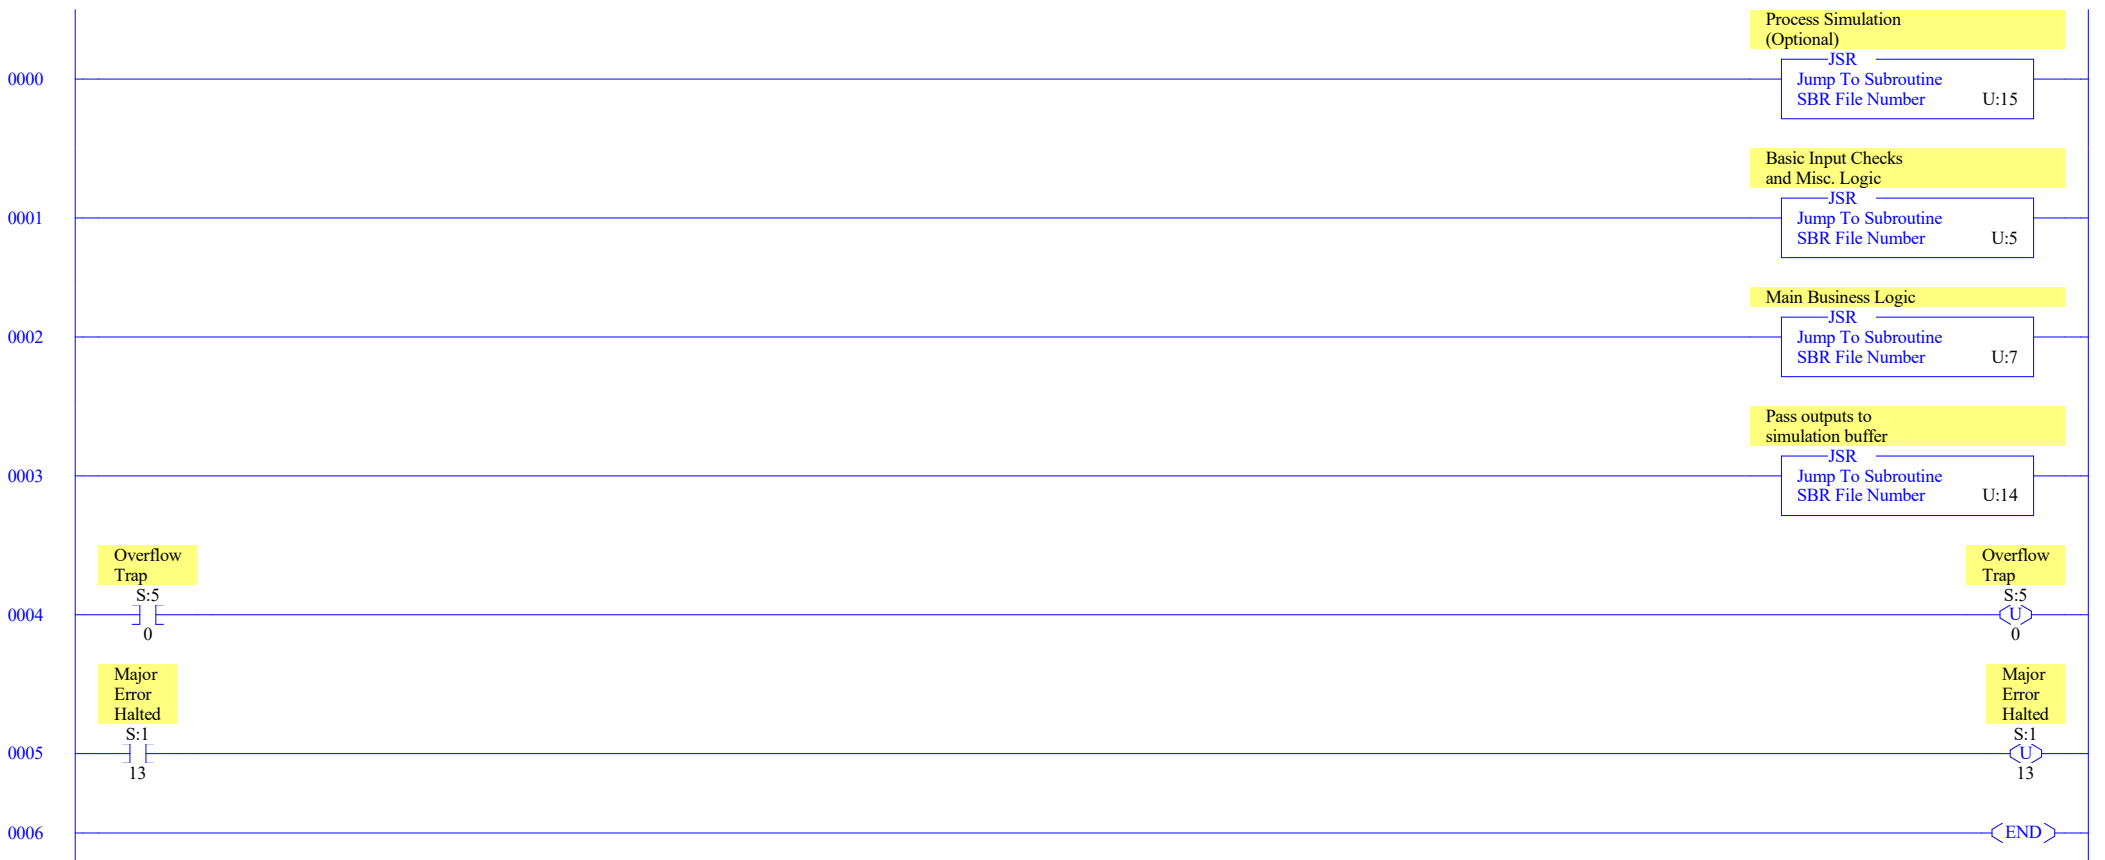 Process Simulation
(Optional)
JSR
0000
Jump To Subroutine
SBR File Number U:15
Basic Input Checks
and Misc. Logic
JSR
0001
Jump To Subroutine
SBR File Number U:5
Main Business Logic
JSR
0002
Jump To Subroutine
SBR File Number U:7
Pass outputs to
simulation buffer
JSR
0003
Jump To Subroutine
SBR File Number U:14
Overflow
Trap
S:5
0
Overflow
Trap
S:5
U
0
0004
Major
Error
Halted
S:1
13
Major
Error
Halted
S:1
U
13
0005
0006
END